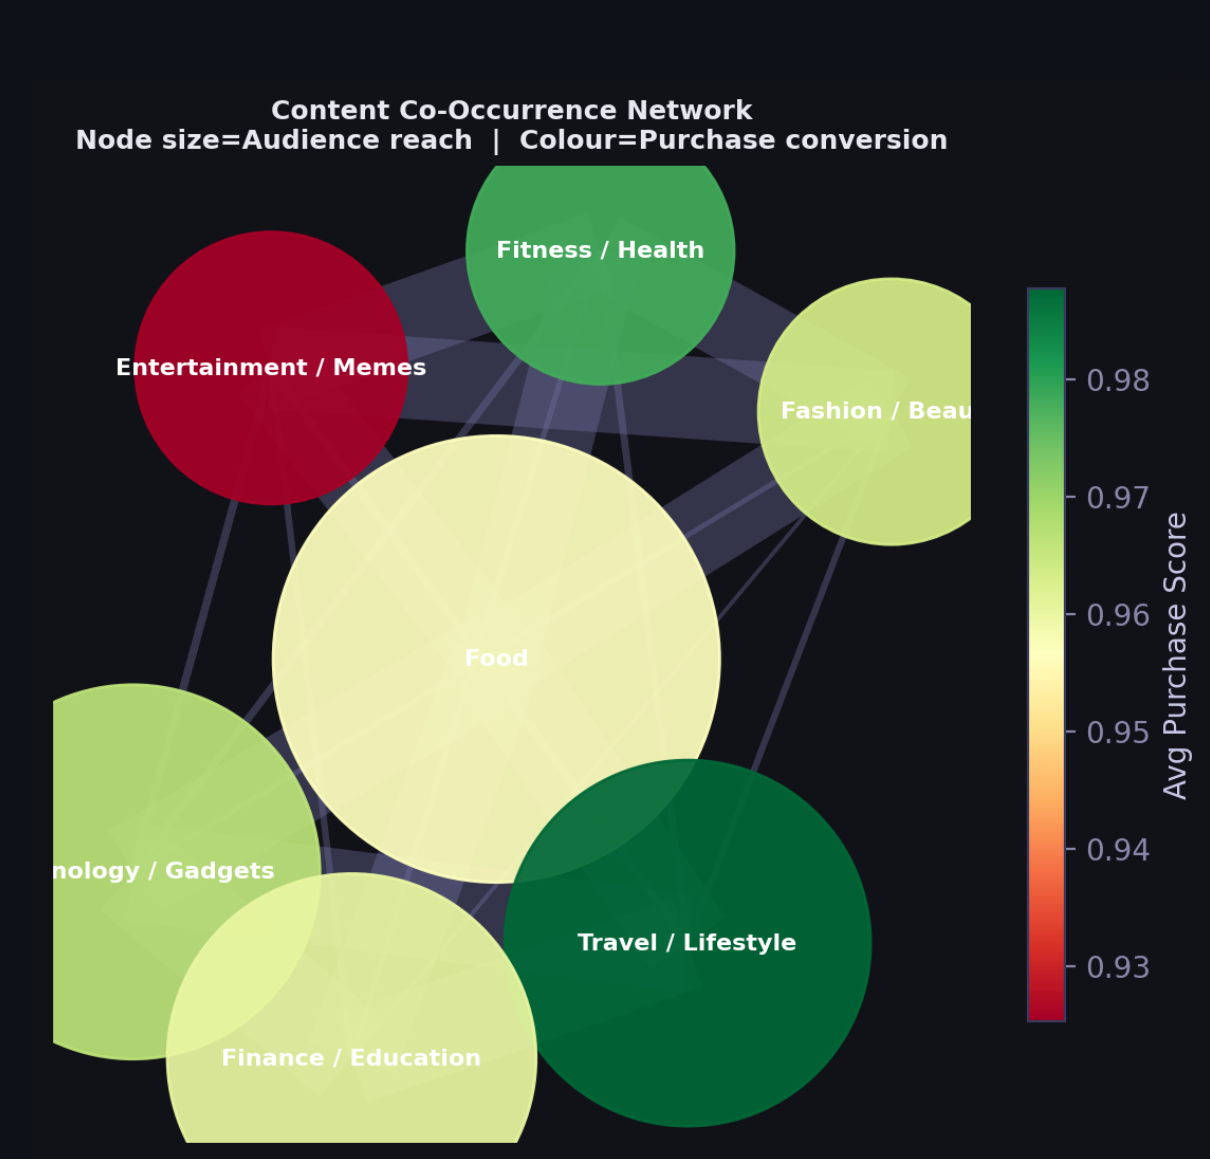 Content Co-Occurrence Network
Node size=Audience reach | Colour=Purchase conversion
Fitness / Health
Entertainment / Memes
Fashion / Beau
Food
nology / Gadgets
Travel / Lifestyle
Finance / Education
0.98
0.97
0.96
0.95
0.94
0.93
Avg Purchase Score